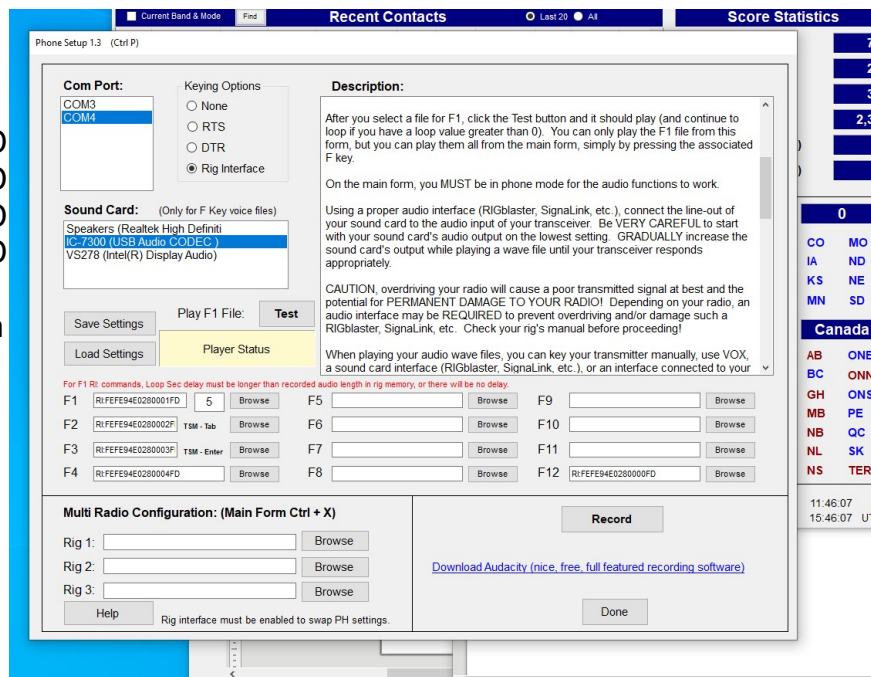 Current Band & Mode Find Recent Contacts Last 20 All Score Statistics
Phone Setup 1.3 (Ctrl P)
Com Port:
COM3
COM4
Keying Options
None
RTS
DTR
Rig Interface
Sound Card: (Only for F Key voice files)
Speakers (Realtek High Definiti
IC-7300 (USB Audio CODEC )
VS278 (Intel(R) Display Audio)
Save Settings
Load Settings
Play F1 File: Test
Player Status
Description:
After you select a file for F1, click the Test button and it should play (and continue to
loop if you have a loop value greater than 0). You can only play the F1 file from this
form, but you can play them all from the main form, simply by pressing the associated
F key.
On the main form, you MUST be in phone mode for the audio functions to work.
Using a proper audio interface (RIGblaster, SignaLink, etc.), connect the line-out of
your sound card to the audio input of your transceiver. Be VERY CAREFUL to start
with your sound card's audio output on the lowest setting. GRADUALLY increase the
sound card's output while playing a wave file until your transceiver responds
appropriately.
CAUTION, overdriving your radio will cause a poor transmitted signal at best and the
potential for PERMANENT DAMAGE TO YOUR RADIO! Depending on your radio, an
audio interface may be REQUIRED to prevent overdriving and/or damage such a
RIGblaster, SignaLink, etc. Check your rig's manual before proceeding!
When playing your audio wave files, you can key your transmitter manually, use VOX,
a sound card interface (RIGblaster, SignaLink, etc.), or an interface connected to your
For F1 RI: commands, Loop Sec delay must be longer than recorded audio length in rig memory, or there will be no delay.
F1 RI:FEFE94E0280001FD 5 Browse F5 Browse F9 Browse
F2 RI:FEFE94E0280002F TSM - Tab Browse F6 Browse F10 Browse
F3 RI:FEFE94E0280003F TSM - Enter Browse F7 Browse F11 Browse
F4 RI:FEFE94E0280004FD Browse F8 Browse F12 RI:FEFE94E0280000FD Browse
Multi Radio Configuration: (Main Form Ctrl + X)
Rig 1: Browse
Rig 2: Browse
Rig 3: Browse
Help Rig interface must be enabled to swap PH settings.
Record
Download Audacity (nice, free, full featured recording software)
Done
7
2
3
2,3
)
)
0
CO MO
IA ND
KS NE
MN SD
Canada
AB ONE
BC ONN
GH ONS
MB PE
NB QC
NL SK
NS TER
11:46:07
15:46:07 UT